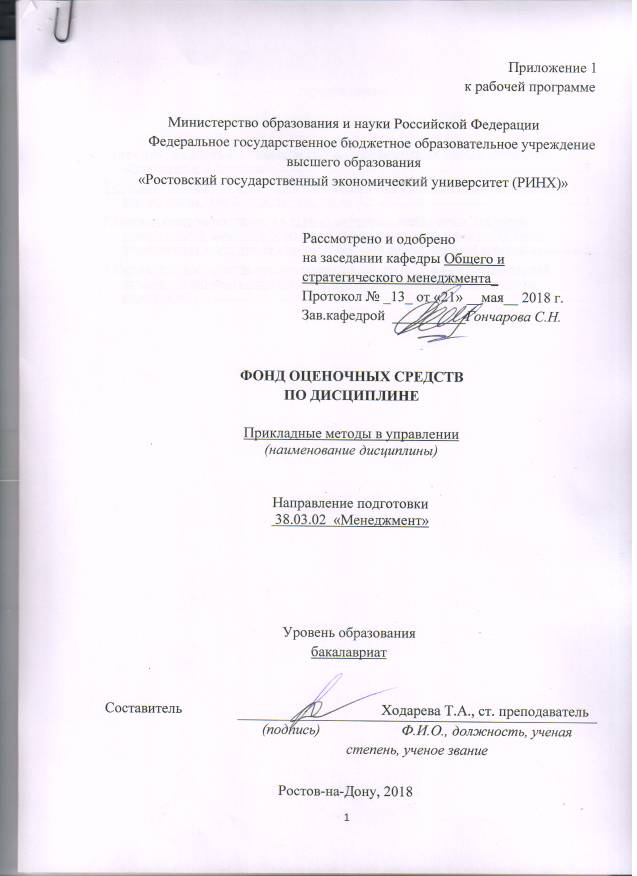 Приложение 1
к рабочей программе
Министерство образования и науки Российской Федерации
Федеральное государственное бюджетное образовательное учреждение
высшего образования
«Ростовский государственный экономический университет (РИНХ)»
Рассмотрено и одобрено
на заседании кафедры Общего и
стратегического менеджмента_
Протокол № _13_ от «21» __мая__ 2018 г.
Зав.кафедрой __________Гончарова С.Н.
ФОНД ОЦЕНОЧНЫХ СРЕДСТВ
ПО ДИСЦИПЛИНЕ
Прикладные методы в управлении
(наименование дисциплины)
Направление подготовки
38.03.02 «Менеджмент»
Уровень образования
бакалавриат
Составитель Ходарева Т.А., ст. преподаватель
(подпись) Ф.И.О., должность, ученая
степень, ученое звание
Ростов-на-Дону, 2018
1